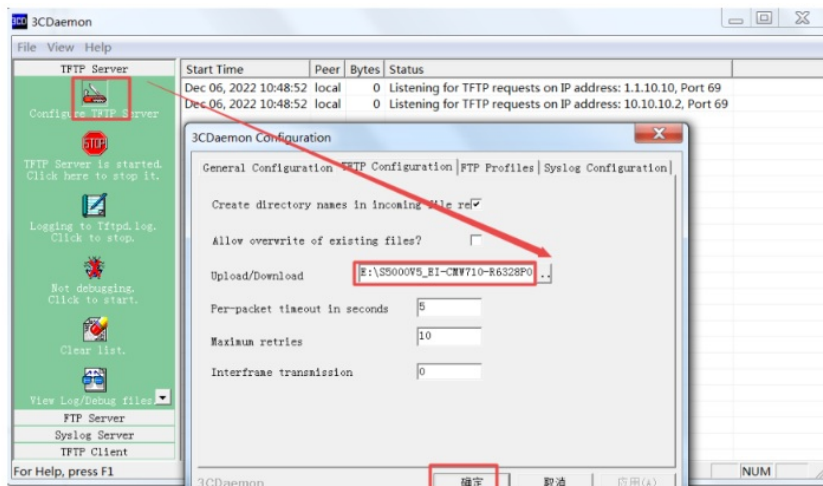 3CD 3CDaemon
File View Help
TFTP Server
Configure TFTP Server
STOP
TFTP Server is started.
Click here to stop it.
Logging to Tftpd.log.
Click to stop.
Not debugging.
Click to start.
Clear list.
View Log/Debug files.
FTP Server
Syslog Server
TFTP Client
Start Time Peer Bytes Status
Dec 06, 2022 10:48:52 local 0 Listening for TFTP requests on IP address: 1.1.10.10, Port 69
Dec 06, 2022 10:48:52 local 0 Listening for TFTP requests on IP address: 10.10.10.2, Port 69
3CDaemon Configuration
General Configuration TFTP Configuration FTP Profiles Syslog Configuration
Create directory names in incoming file re
Allow overwrite of existing files?
Upload/Download E:\S5000V5_EI-CMW710-R6328P0 ..
Per-packet timeout in seconds 5
Maximum retries 10
Interframe transmission 0
3CDaemon 确定 取消 应用(A)
For Help, press F1 NUM